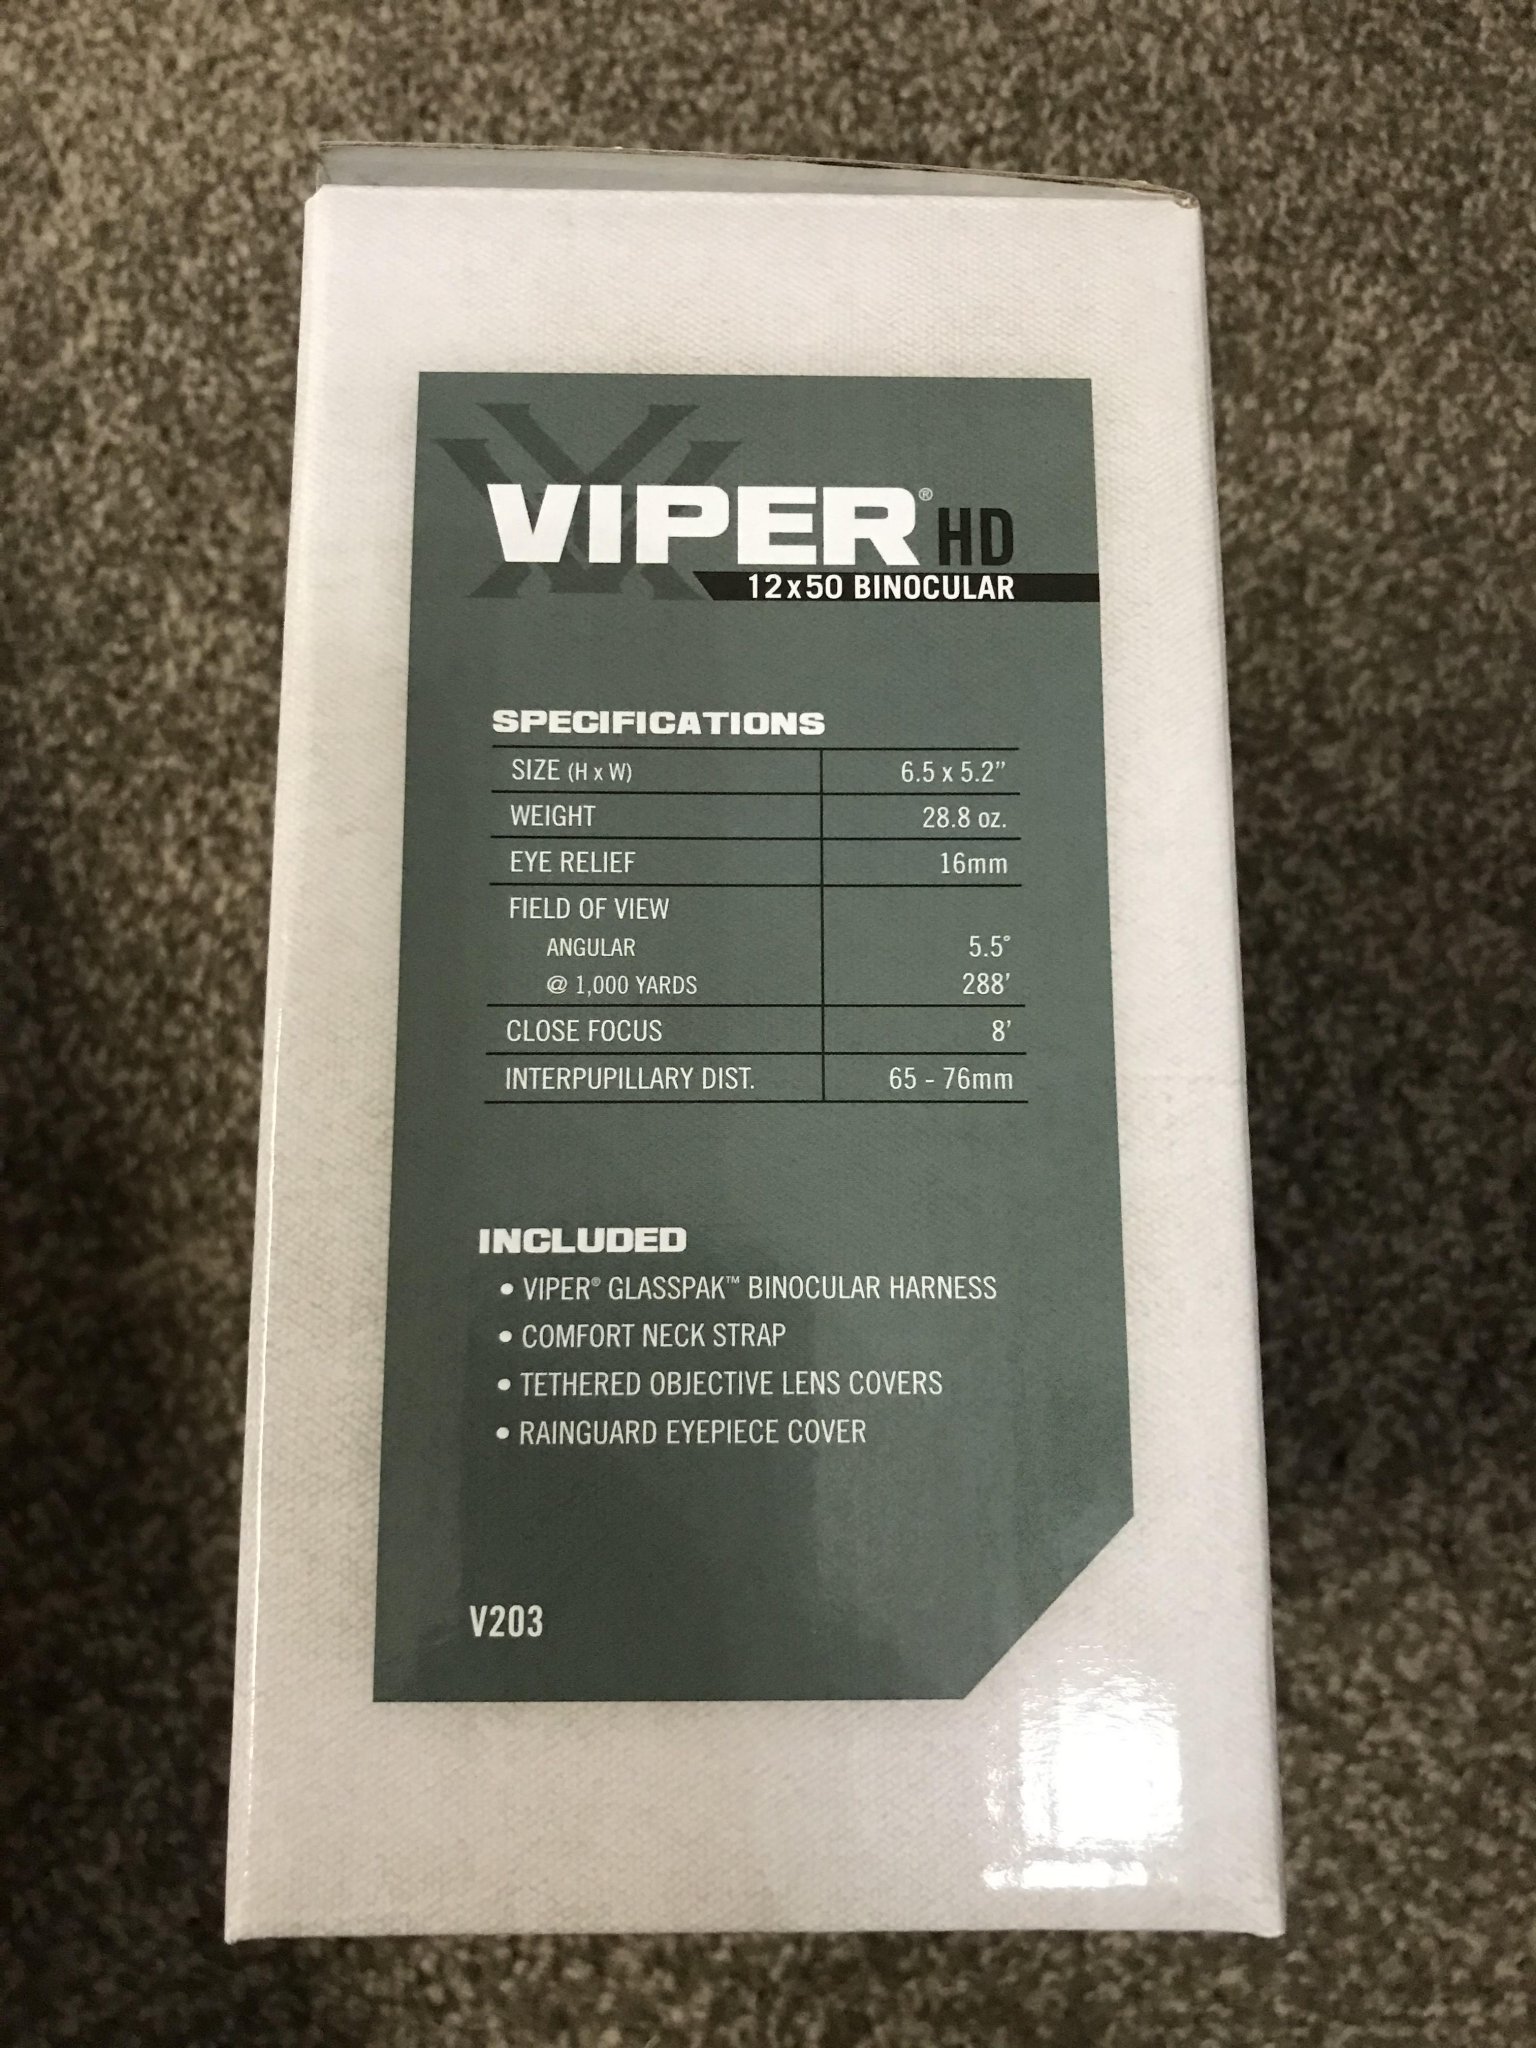 VIPER® HD
12x50 BINOCULAR
SPECIFICATIONS
SIZE (H x W) 6.5 x 5.2”
WEIGHT 28.8 oz.
EYE RELIEF 16mm
FIELD OF VIEW
ANGULAR 5.5°
@ 1,000 YARDS 288’
CLOSE FOCUS 8’
INTERPUPILLARY DIST. 65 - 76mm
INCLUDED
• VIPER® GLASSPAK™ BINOCULAR HARNESS
• COMFORT NECK STRAP
• TETHERED OBJECTIVE LENS COVERS
• RAINGUARD EYEPIECE COVER
V203